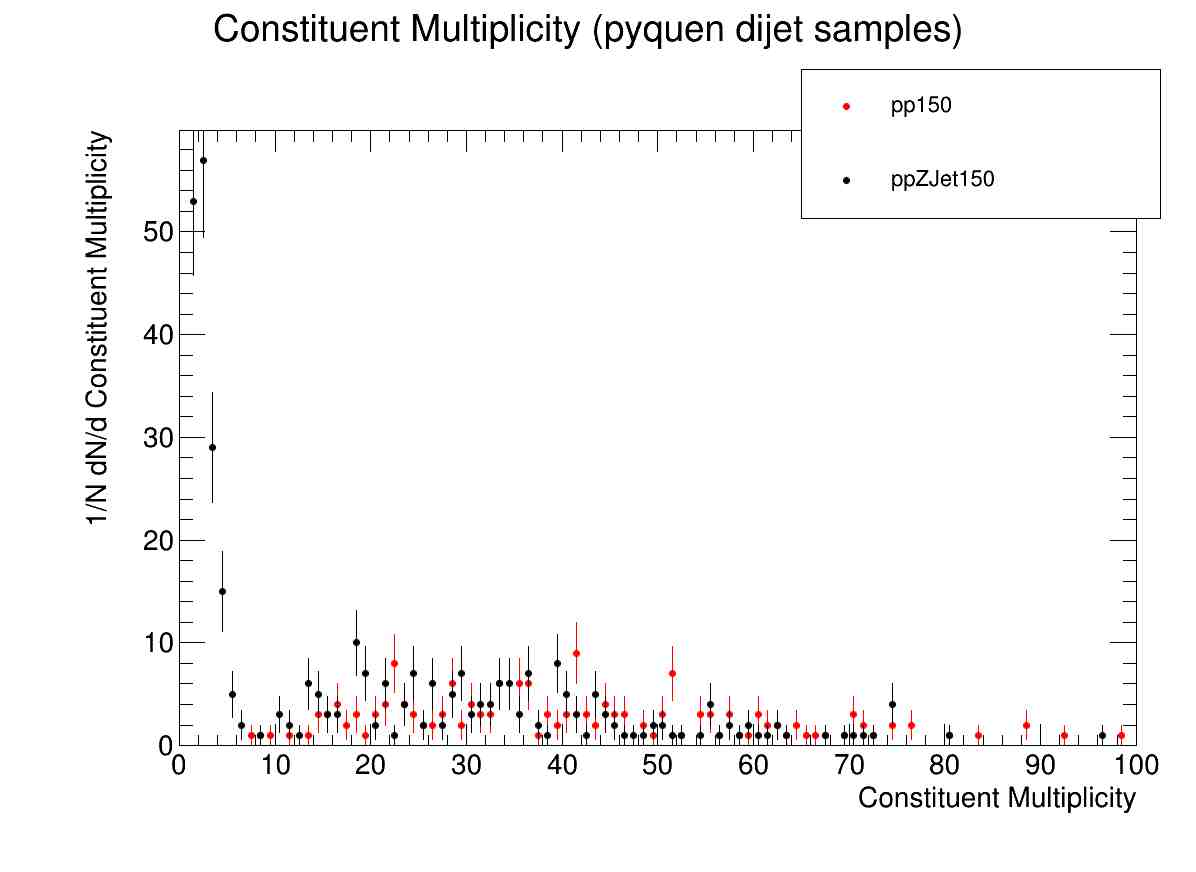 Constituent Multiplicity (pyquen dijet samples)
pp150
ppZJet150
1/N dN/d Constituent Multiplicity
50
40
30
20
10
0
0 10 20 30 40 50 60 70 80 90 100
Constituent Multiplicity